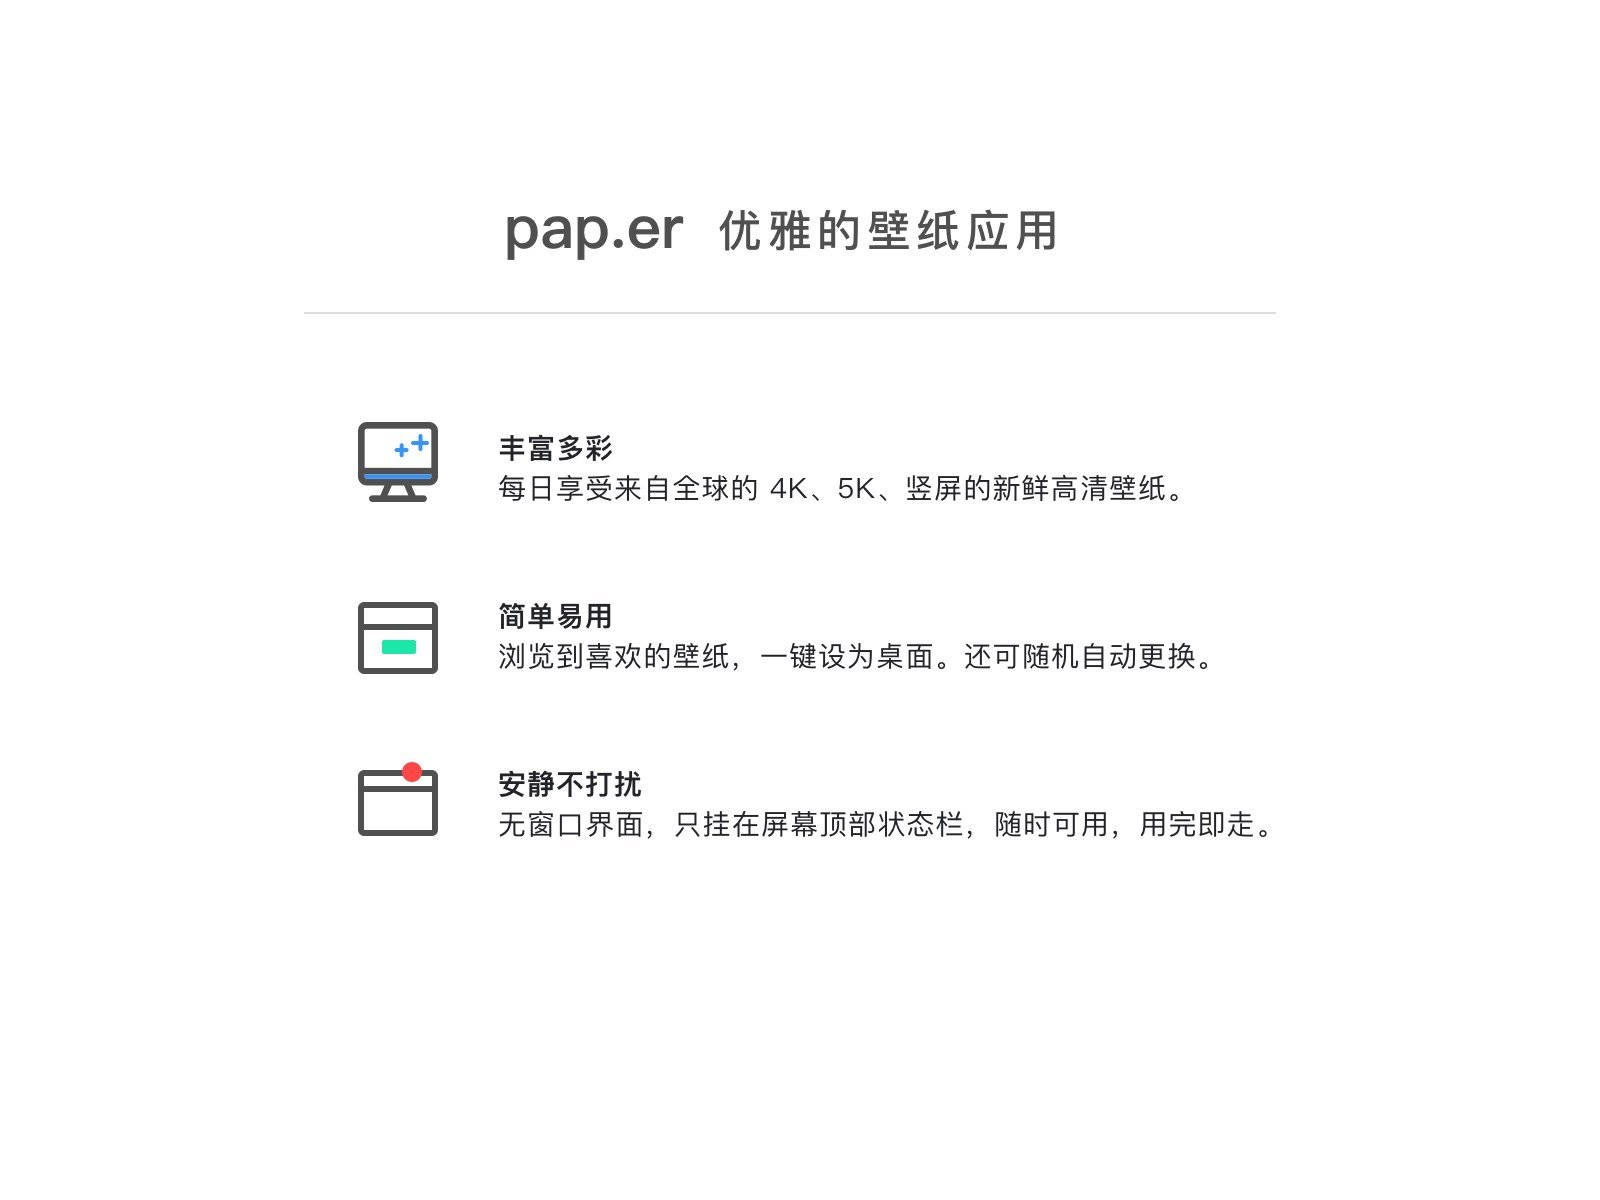 pap.er 优雅的壁纸应用
丰富多彩
每日享受来自全球的 4K、5K、竖屏的新鲜高清壁纸。
简单易用
浏览到喜欢的壁纸，一键设为桌面。还可随机自动更换。
安静不打扰
无窗口界面，只挂在屏幕顶部状态栏，随时可用，用完即走。